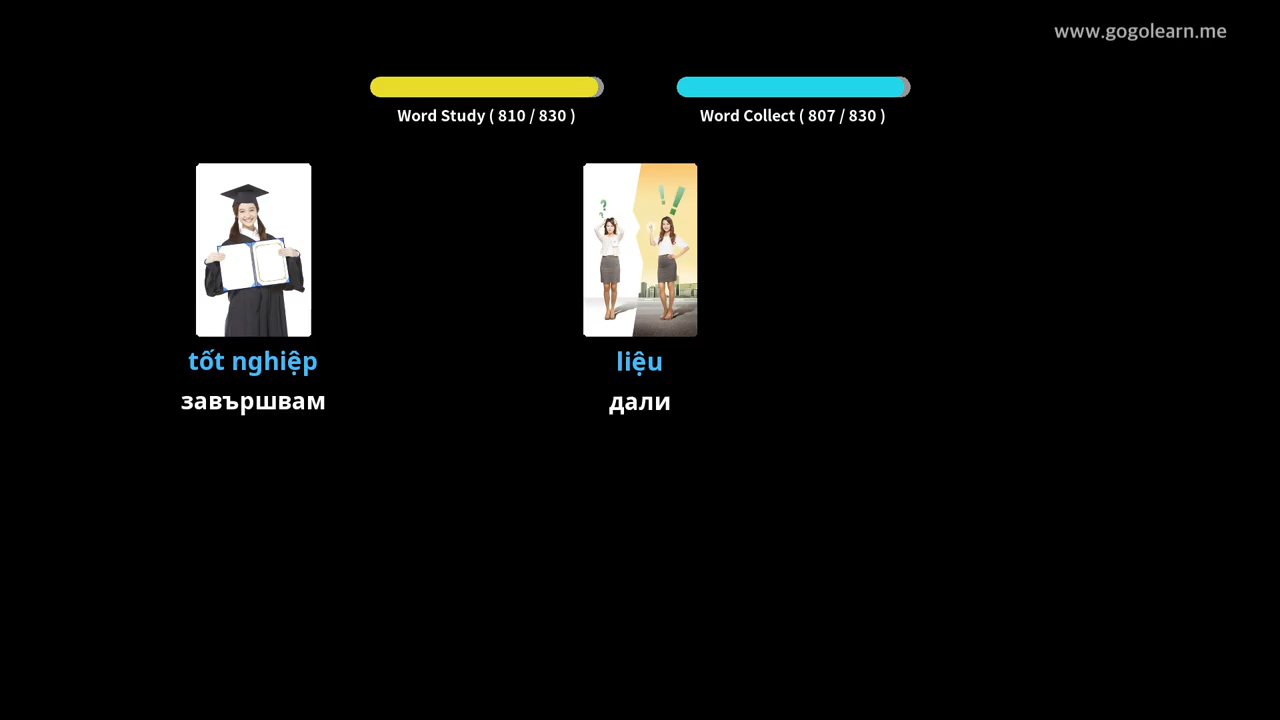 www.gogolearn.me
Word Study ( 810 / 830 )
Word Collect ( 807 / 830 )
tốt nghiệp
завършвам
liệu
дали